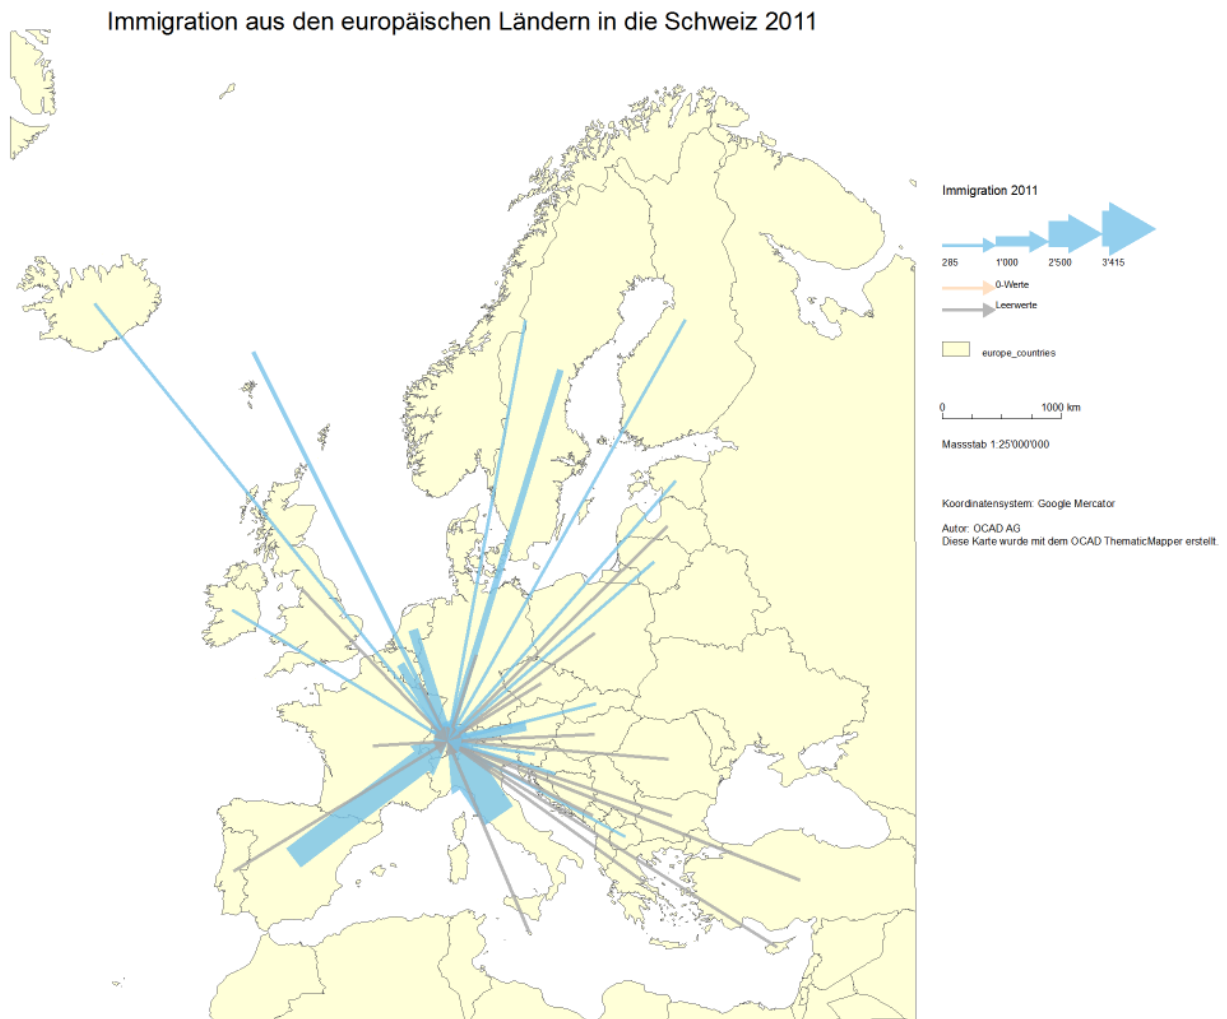 Immigration aus den europäischen Ländern in die Schweiz 2011
Immigration 2011
285 1'000 2'500 3'415
0-Werte
Leerwerte
europe_countries
0 1000 km
Massstab 1:25'000'000
Koordinatensystem: Google Mercator
Autor: OCAD AG
Diese Karte wurde mit dem OCAD ThematicMapper erstellt.